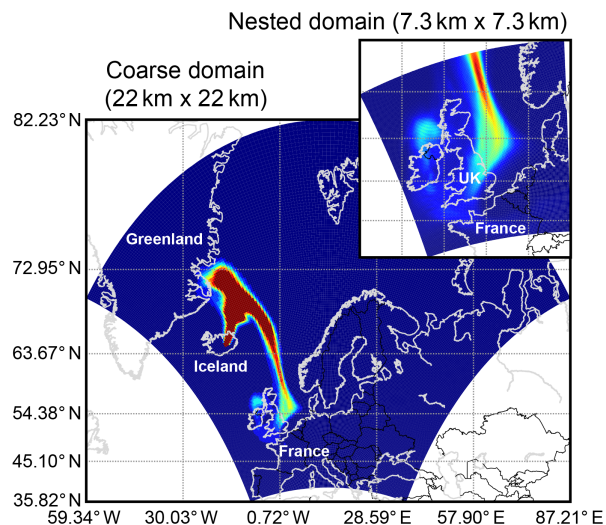 Nested domain (7.3 km x 7.3 km)
Coarse domain
(22 km x 22 km)
82.23° N
UK
France
Greenland
72.95° N
63.67° N
Iceland
54.38° N
France
45.10° N
35.82° N
59.34° W 30.03° W 0.72° W 28.59° E 57.90° E 87.21° E